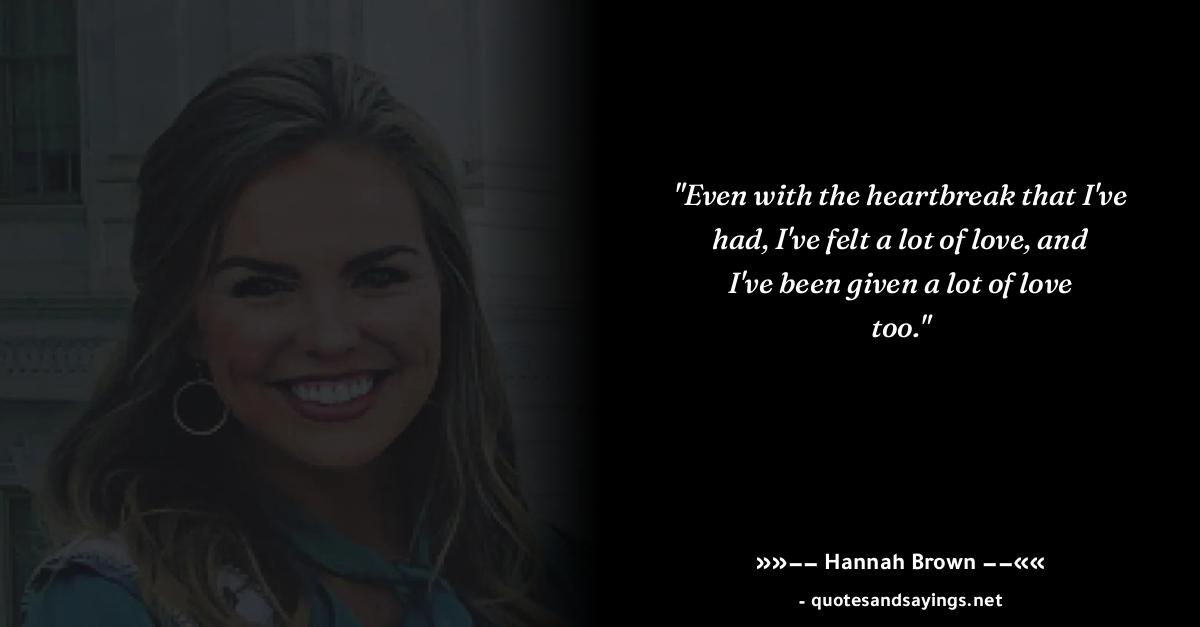 "Even with the heartbreak that I've
had, I've felt a lot of love, and
I've been given a lot of love
too."
»»−− Hannah Brown −−««
- quotesandsayings.net